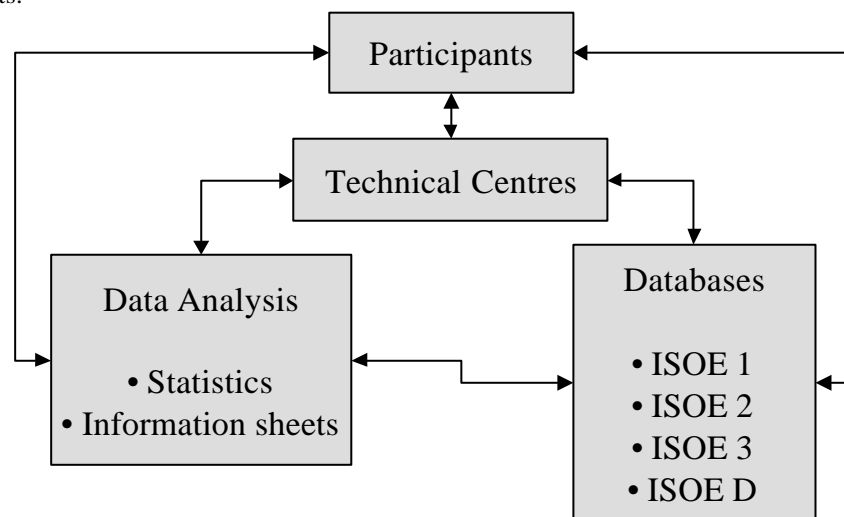 Participants
Technical Centres
Data Analysis
• Statistics
• Information sheets
Databases
• ISOE 1
• ISOE 2
• ISOE 3
• ISOE D